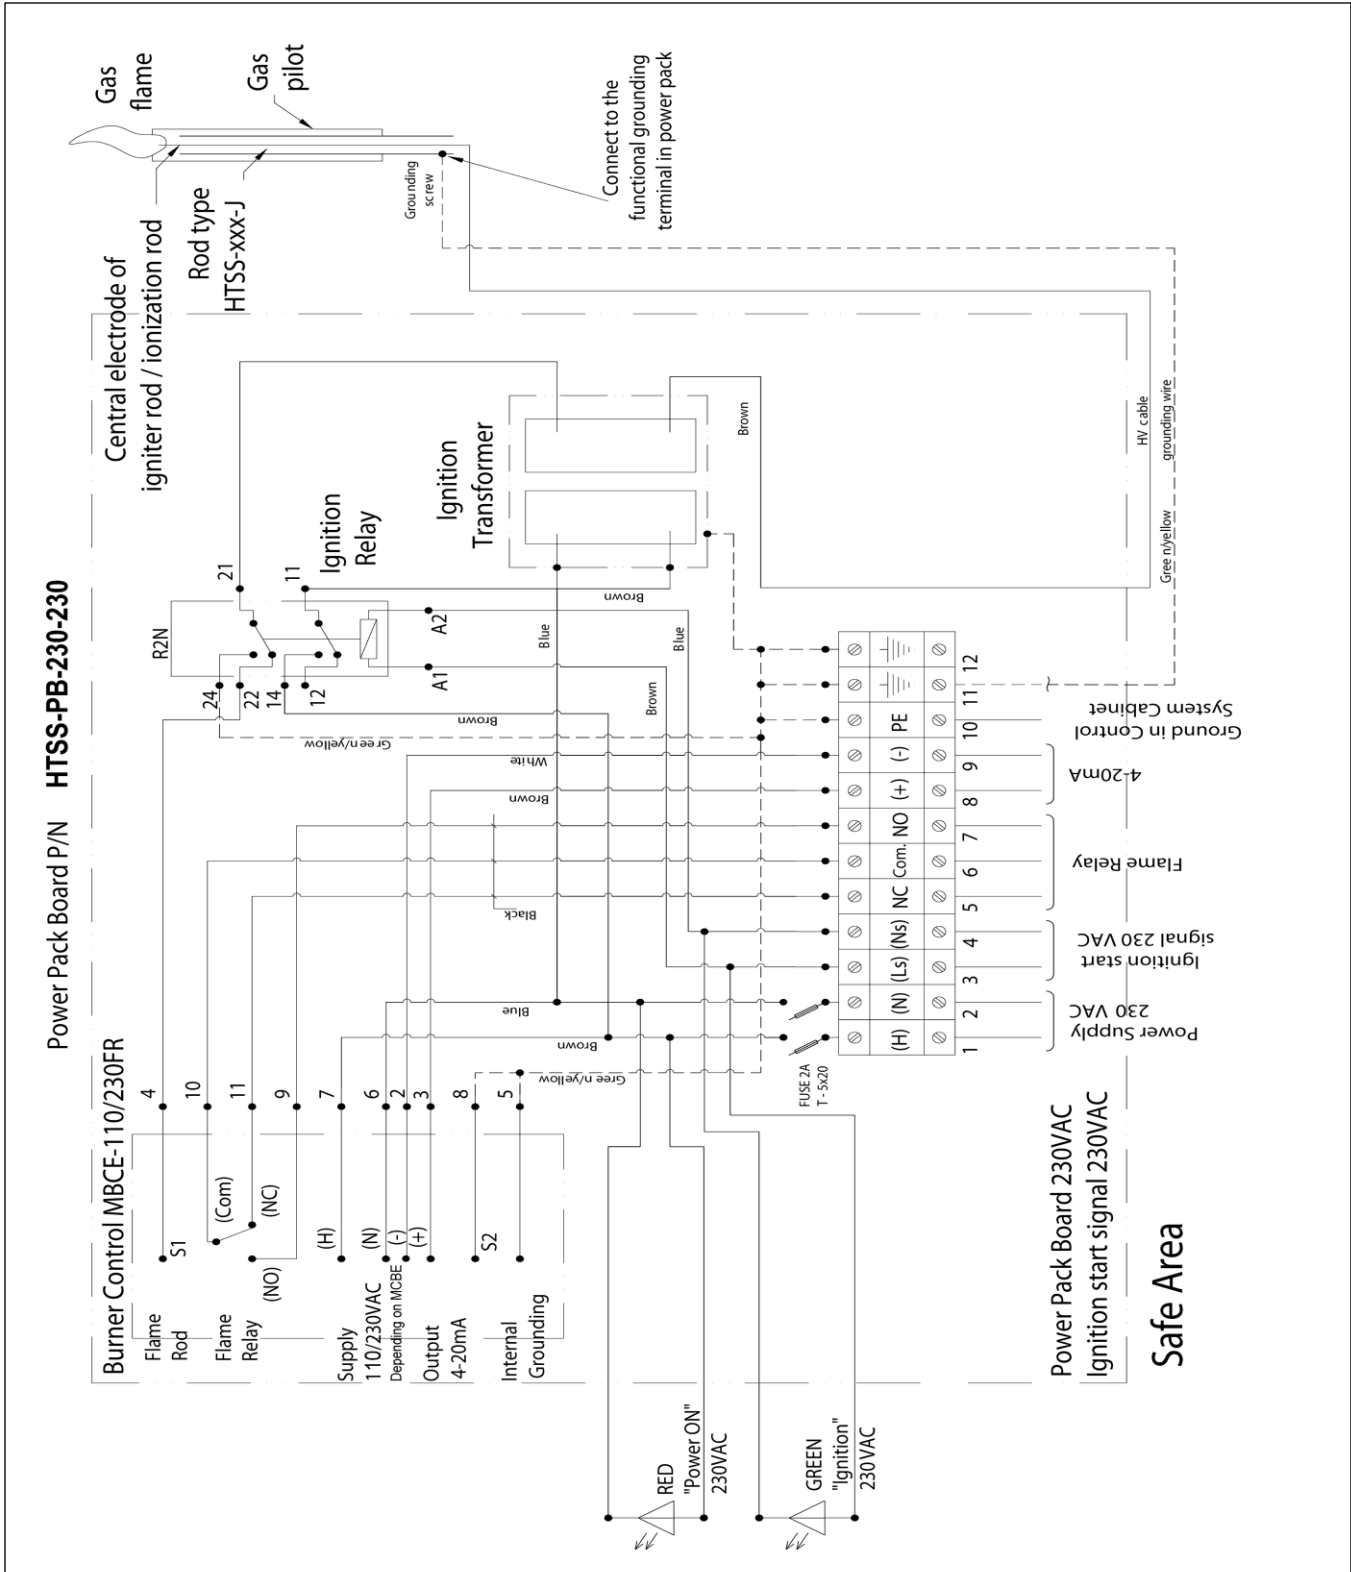 Power Pack Board P/N HTSS-PB-230-230
Gas
flame
Gas
pilot
Central electrode of
igniter rod / ionization rod
Rod type
HTSS-xxx-J
Grounding
screw
Connect to the
functional grounding
terminal in power pack
Burner Control MBCE-110/230FR
Flame
Rod
Flame
Relay
Supply
110/230VAC
Depending on MCBE
Output
4-20mA
Internal
Grounding
S1
(Com)
(NC)
(NO)
(H)
(N)
(-)
(+)
S2
4
10
11
9
7
6
2
3
8
5
R2N
24
22
14
12
21
11
A1
A2
Ignition
Relay
Ignition
Transformer
Brown
Blue
Brown
Blue
Brown
Brown
Green/yellow
White
Brown
Black
Blue
Brown
Green/yellow
HV cable
Green/yellow grounding wire
FUSE 2A
T - 5x20
(H)
(N)
(Ls)
(Ns)
NC
Com.
NO
(+)
(-)
PE
1
2
3
4
5
6
7
8
9
10
11
12
Power Supply
230 VAC
Ignition start
signal 230 VAC
Flame Relay
4-20mA
Ground in Control
System Cabinet
RED
"Power ON"
230VAC
GREEN
"Ignition"
230VAC
Power Pack Board 230VAC
Ignition start signal 230VAC
Safe Area